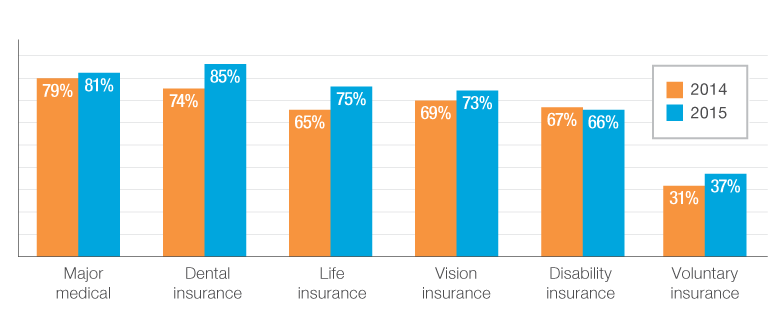 79%
81%
74%
85%
65%
75%
69%
73%
67%
66%
31%
37%
2014
2015
Major
medical
Dental
insurance
Life
insurance
Vision
insurance
Disability
insurance
Voluntary
insurance